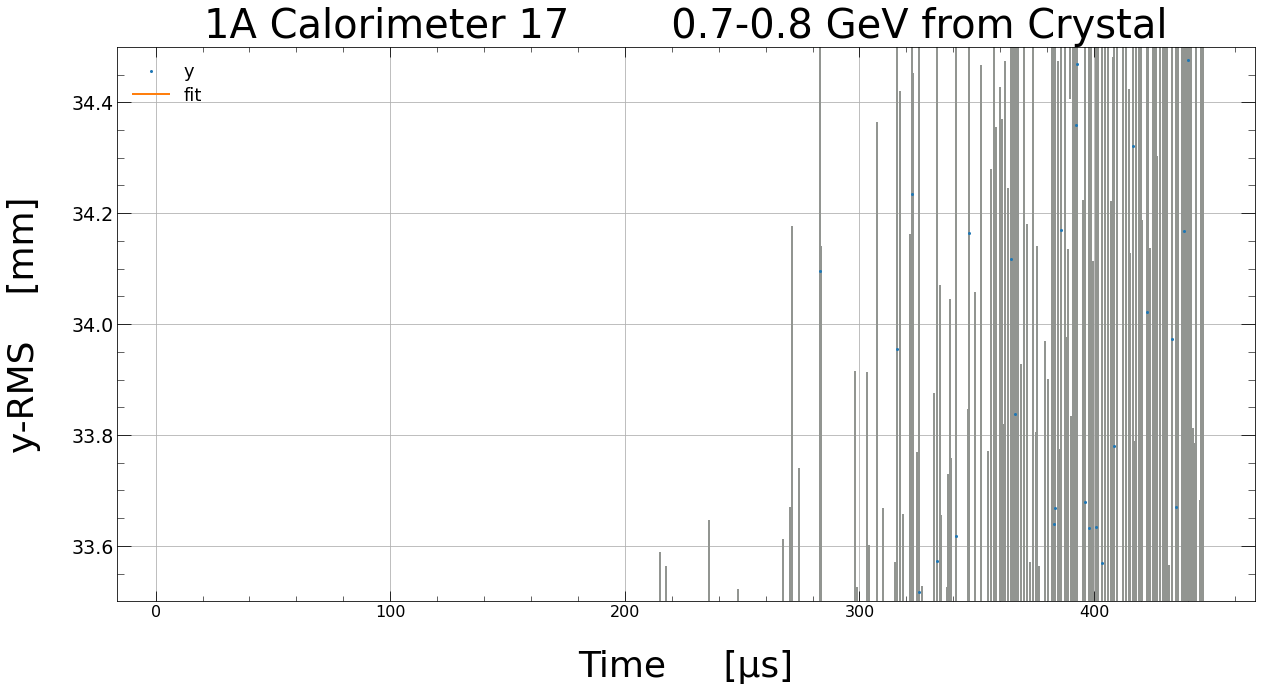 1A Calorimeter 17 0.7-0.8 GeV from Crystal
y
fit
y-RMS [mm]
34.4
34.2
34.0
33.8
33.6
0 100 200 300 400
Time [µs]